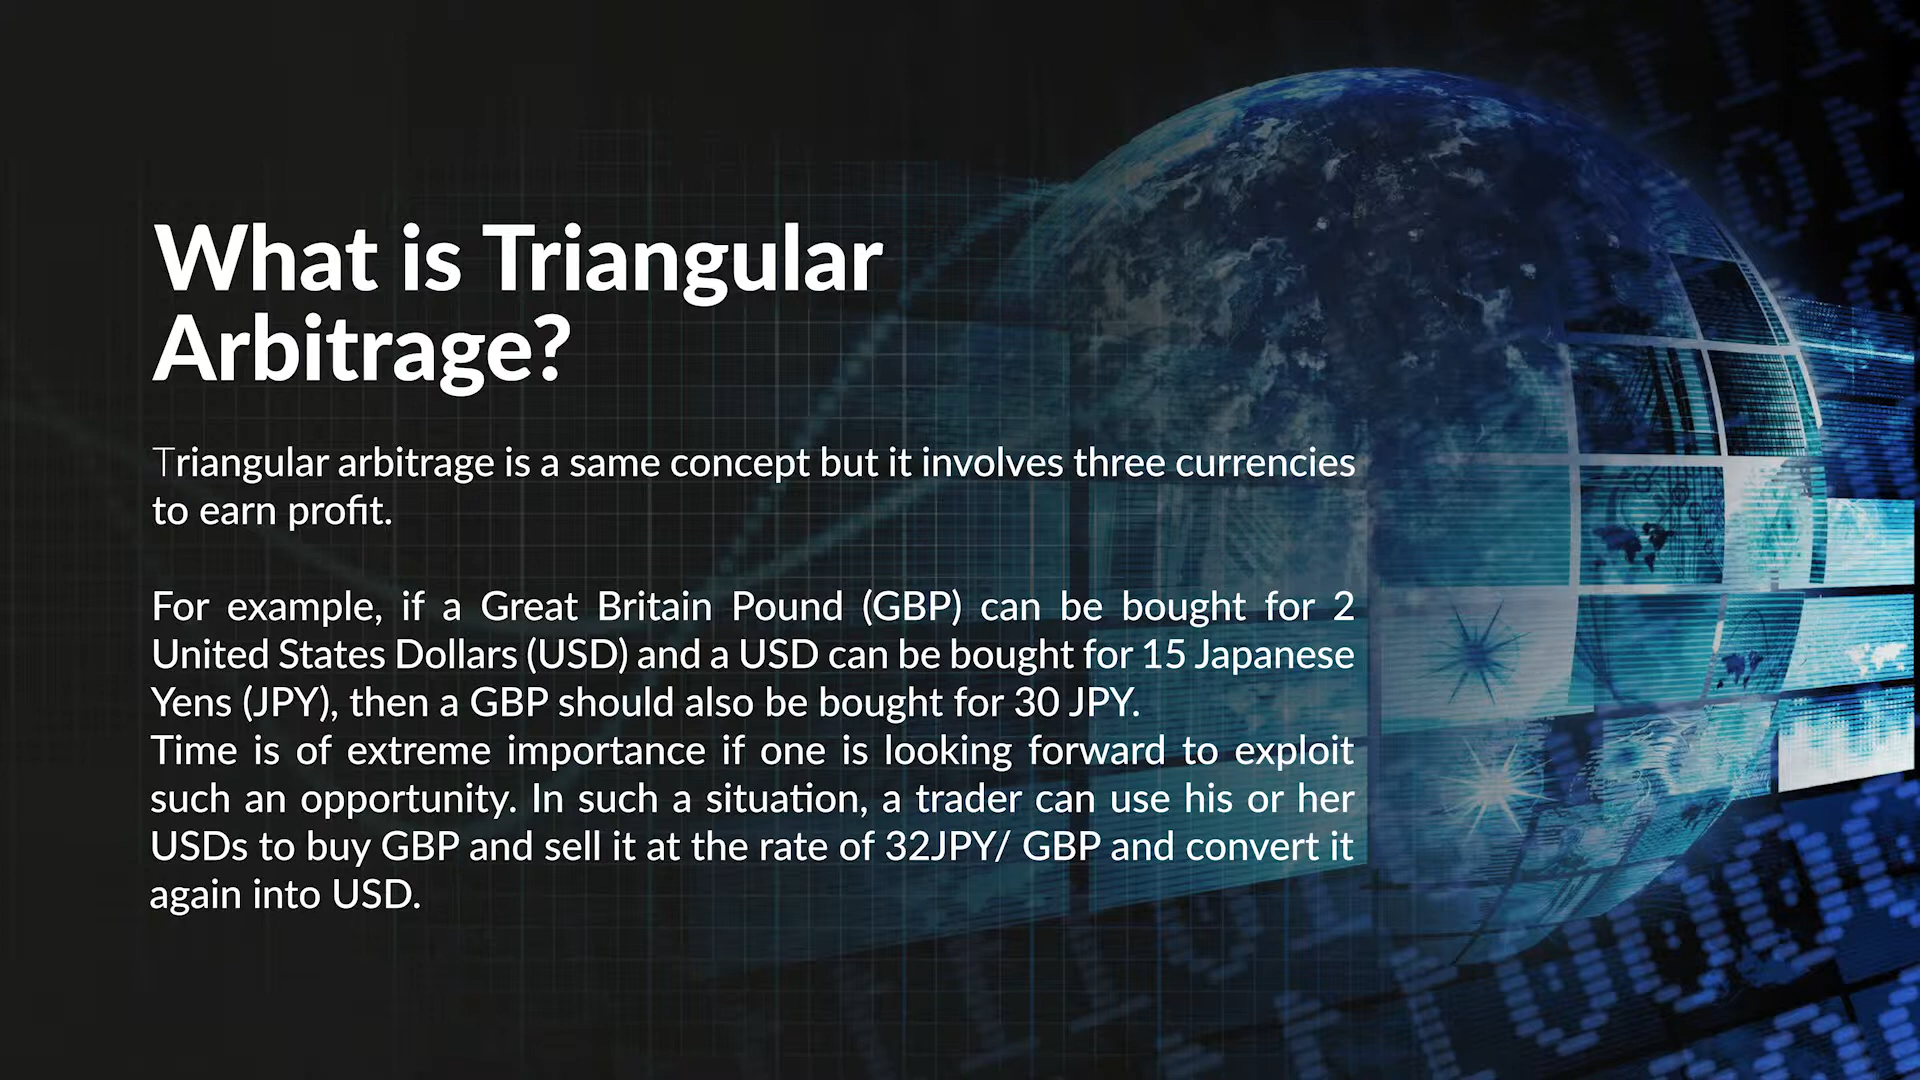 What is Triangular
Arbitrage?
Triangular arbitrage is a same concept but it involves three currencies
to earn profit.
For example, if a Great Britain Pound (GBP) can be bought for 2
United States Dollars (USD) and a USD can be bought for 15 Japanese
Yens (JPY), then a GBP should also be bought for 30 JPY.
Time is of extreme importance if one is looking forward to exploit
such an opportunity. In such a situation, a trader can use his or her
USDs to buy GBP and sell it at the rate of 32JPY/ GBP and convert it
again into USD.